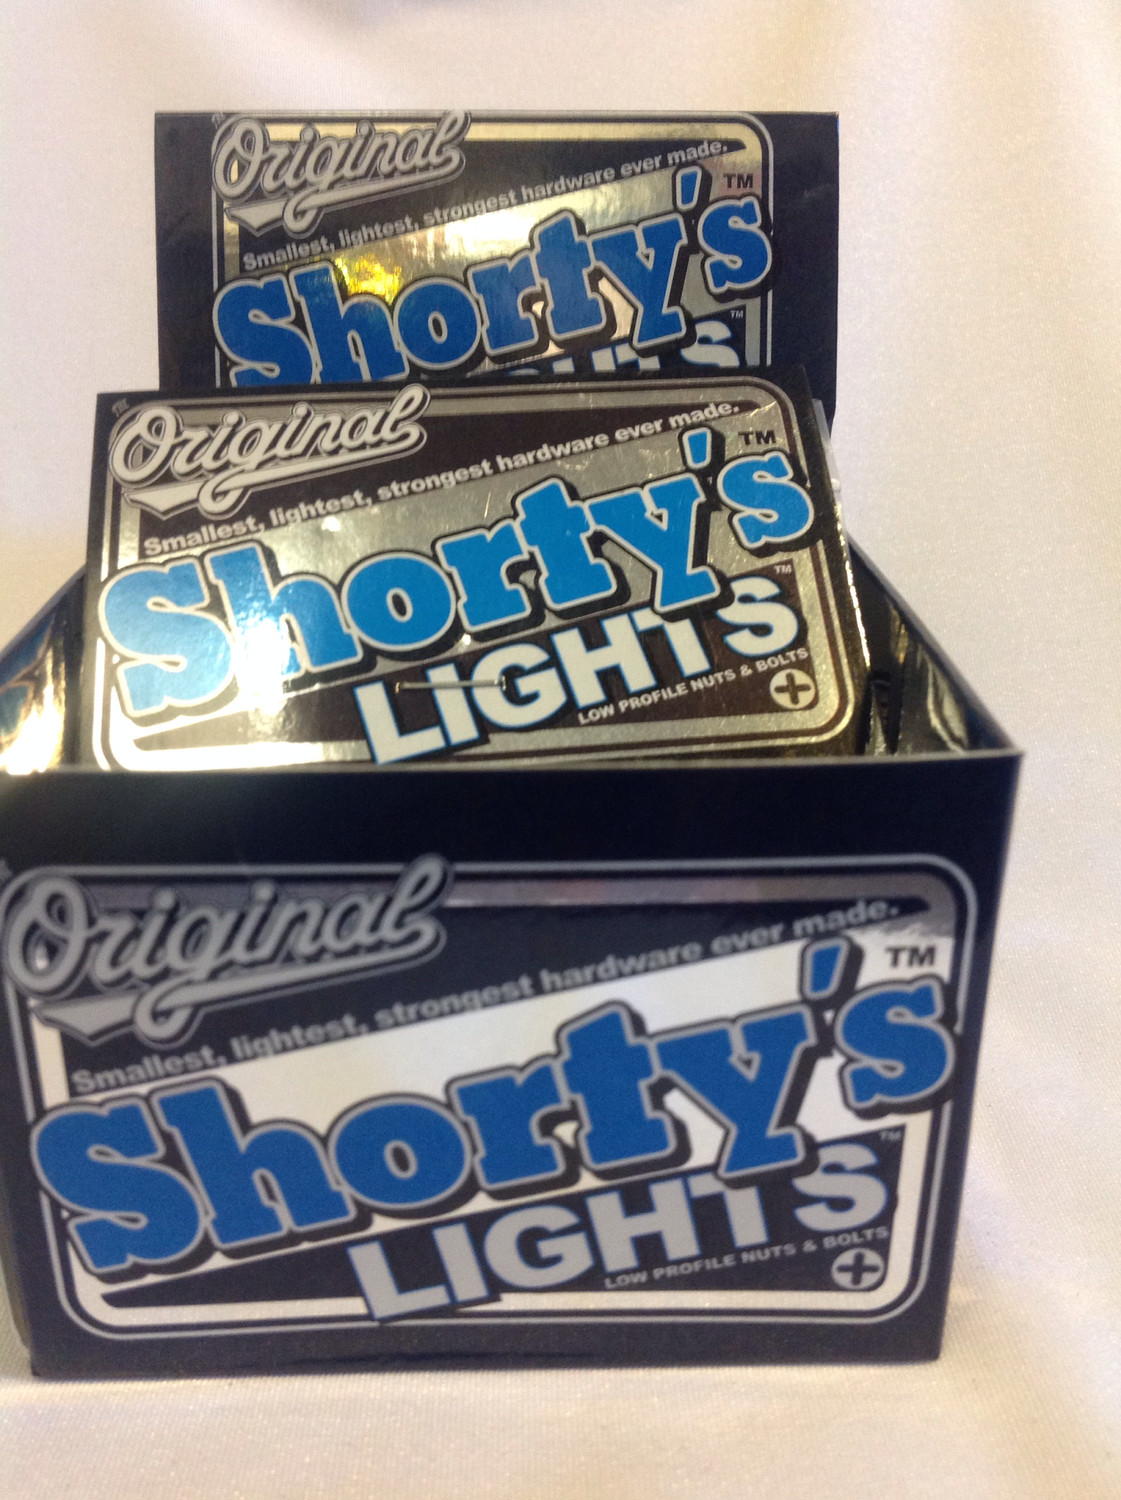 Original
Smallest, lightest, strongest hardware ever made.
Shorty's TM
LIGHTS TM
Original
Smallest, lightest, strongest hardware ever made.
Shorty's TM
LIGHTS TM
LOW PROFILE NUTS & BOLTS
Original
Smallest, lightest, strongest hardware ever made.
Shorty's TM
LIGHTS TM
LOW PROFILE NUTS & BOLTS